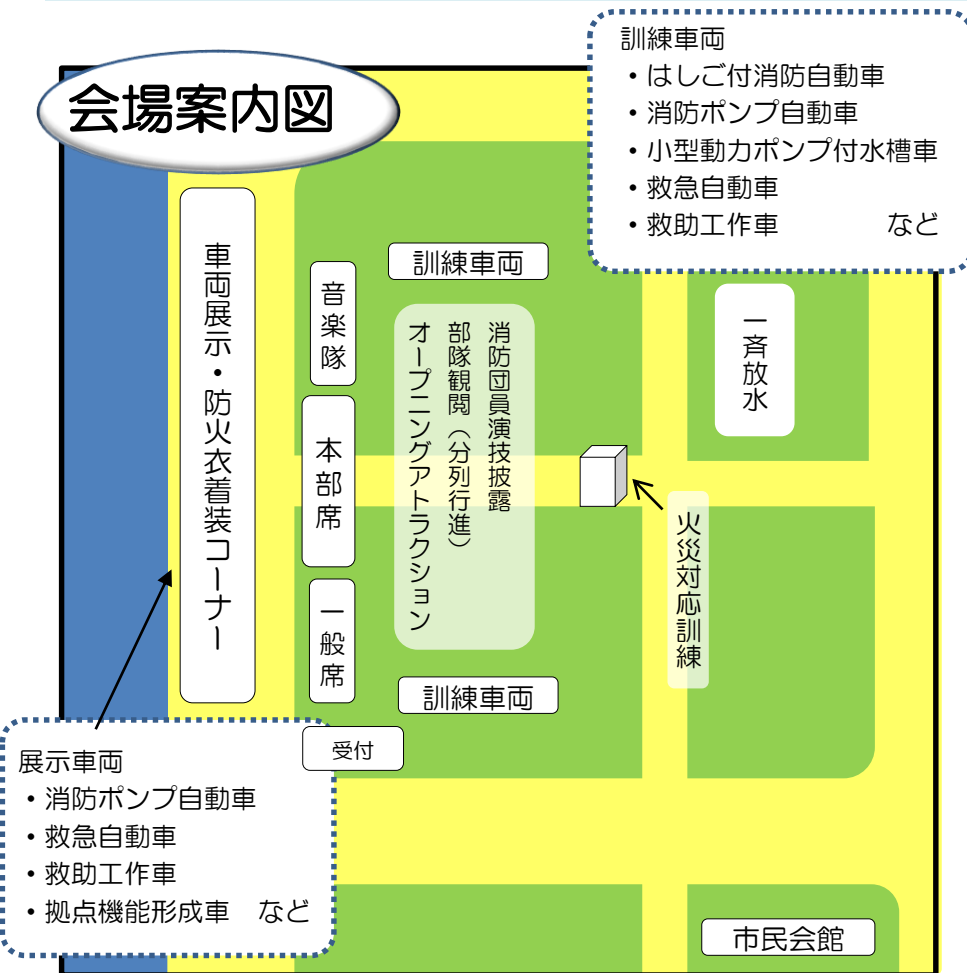 会場案内図
訓練車両
・はしご付消防自動車
・消防ポンプ自動車
・小型動力ポンプ付水槽車
・救急自動車
・救助工作車　　　など
車両展示・防火衣着装コーナー
音楽隊
本部席
一般席
受付
訓練車両
消防団員演技披露
部隊観閲（分列行進）
オープニングアトラクション
訓練車両
一斉放水
火災対応訓練
展示車両
・消防ポンプ自動車
・救急自動車
・救助工作車
・拠点機能形成車　など
市民会館